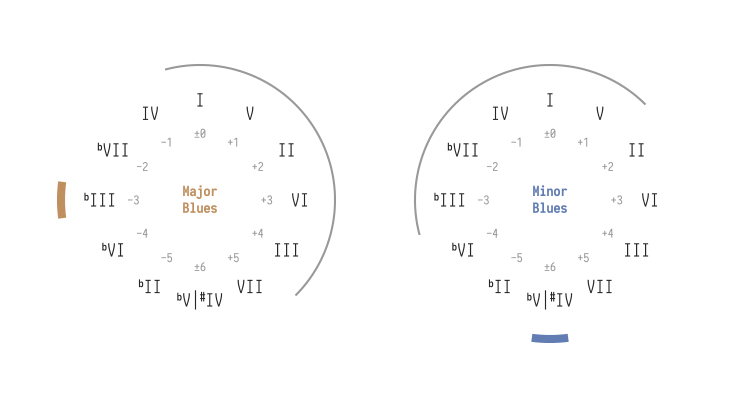 I
IV V
±0
-1 +1
ᵇVII II
-2 +2
Major
ᵇIII -3 +3 VI
Blues
-4 +4
ᵇVI III
-5 +5
±6
ᵇII VII
ᵇV|#IV
I
IV V
±0
-1 +1
ᵇVII II
-2 +2
Minor
ᵇIII -3 +3 VI
Blues
-4 +4
ᵇVI III
-5 +5
±6
ᵇII VII
ᵇV|#IV